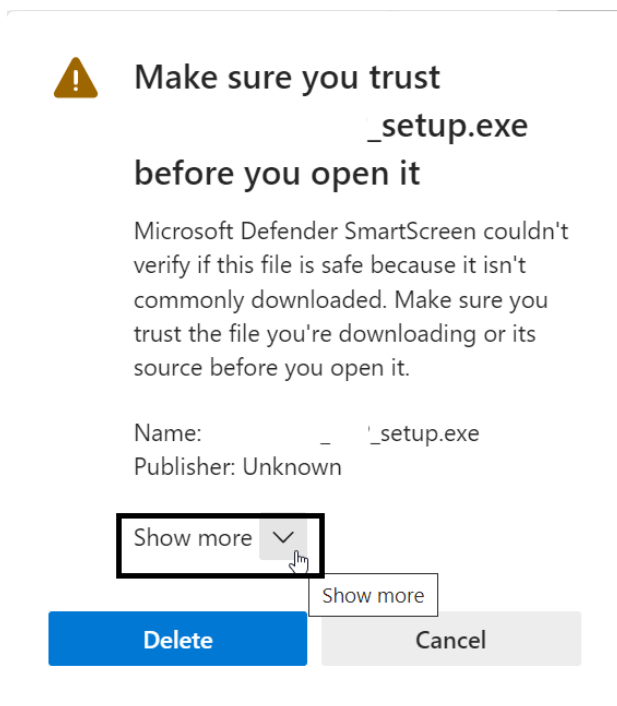 Make sure you trust
_setup.exe
before you open it
Microsoft Defender SmartScreen couldn't
verify if this file is safe because it isn't
commonly downloaded. Make sure you
trust the file you're downloading or its
source before you open it.
Name: _ '_setup.exe
Publisher: Unknown
Show more
Show more
Delete
Cancel